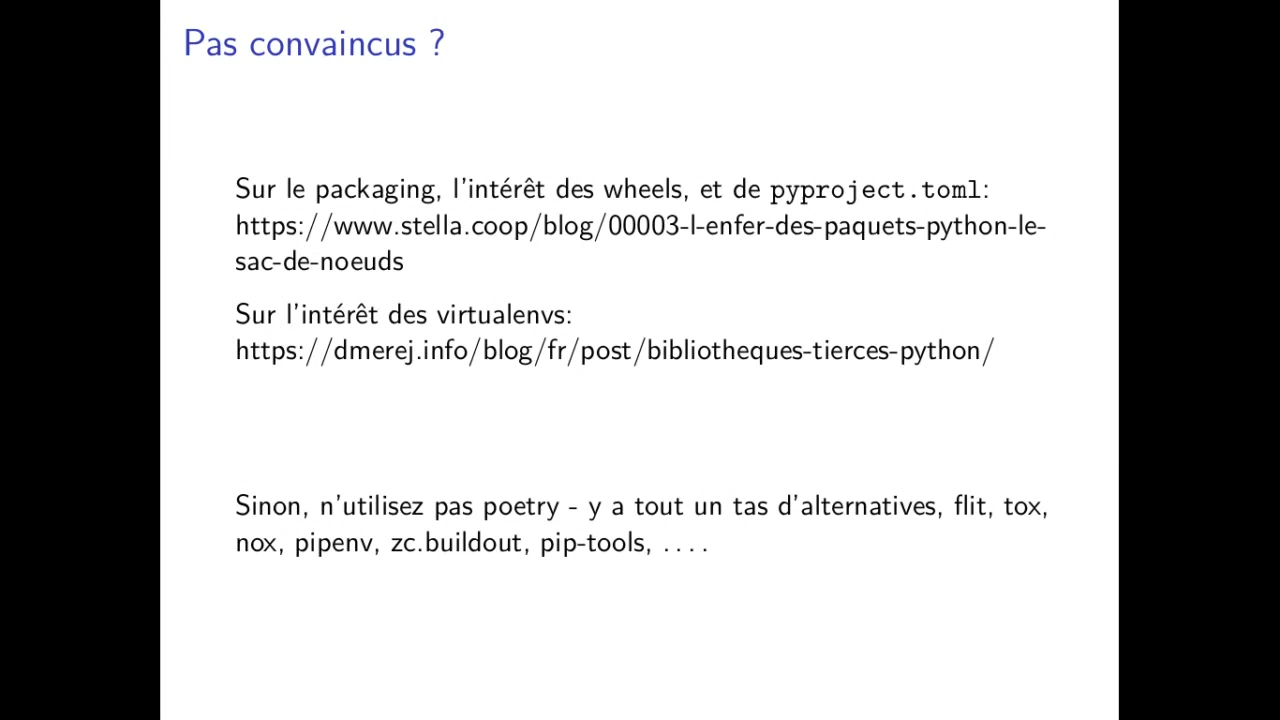 Pas convaincus ?
Sur le packaging, l'intérêt des wheels, et de pyproject.toml:
https://www.stella.coop/blog/00003-l-enfer-des-paquets-python-le-
sac-de-noeuds
Sur l'intérêt des virtualenvs:
https://dmerej.info/blog/fr/post/bibliotheques-tierces-python/
Sinon, n'utilisez pas poetry - y a tout un tas d'alternatives, flit, tox,
nox, pipenv, zc.buildout, pip-tools, ....